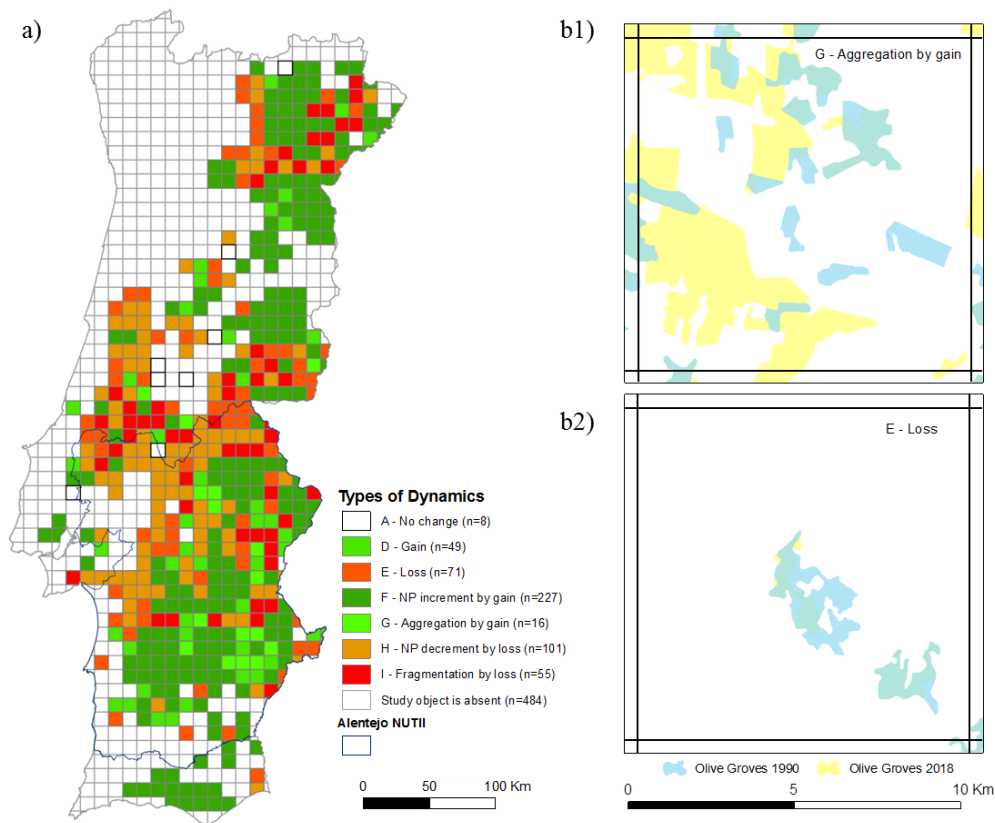 a)
Types of Dynamics
A - No change (n=8)
D - Gain (n=49)
E - Loss (n=71)
F - NP increment by gain (n=227)
G - Aggregation by gain (n=16)
H - NP decrement by loss (n=101)
I - Fragmentation by loss (n=55)
Study object is absent (n=484)
Alentejo NUTII
0 50 100 Km
b1)
G - Aggregation by gain
b2)
E - Loss
Olive Groves 1990 Olive Groves 2018
0 5 10 Km